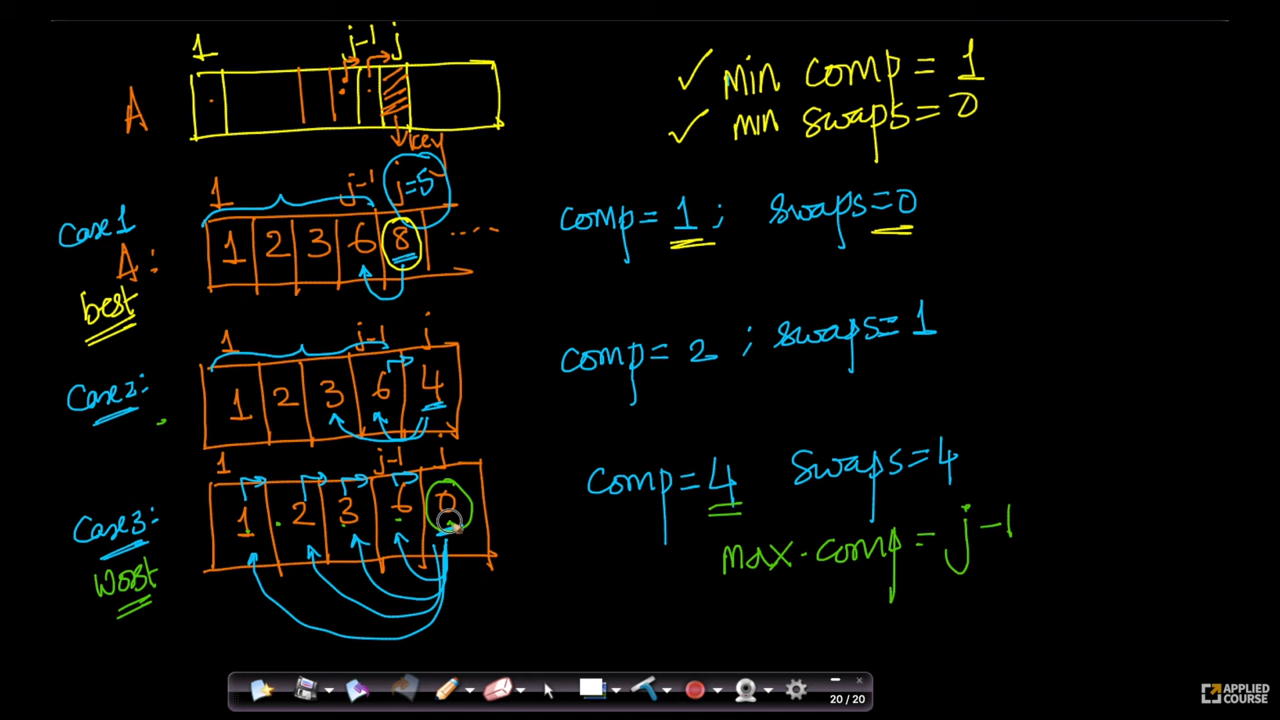 1 j-1 j
A
key
min comp = 1
min swaps = 0
1 j-1 j=5
Case 1
A: 1 2 3 6 8 ....
best
comp = 1; swaps = 0
1 j-1 j
Case 2: 1 2 3 6 4
comp = 2; swaps = 1
1 j-1 j
Case 3: 1 2 3 6 0
worst
comp = 4 swaps = 4
max. comp = j-1
20 / 20
APPLIED
COURSE